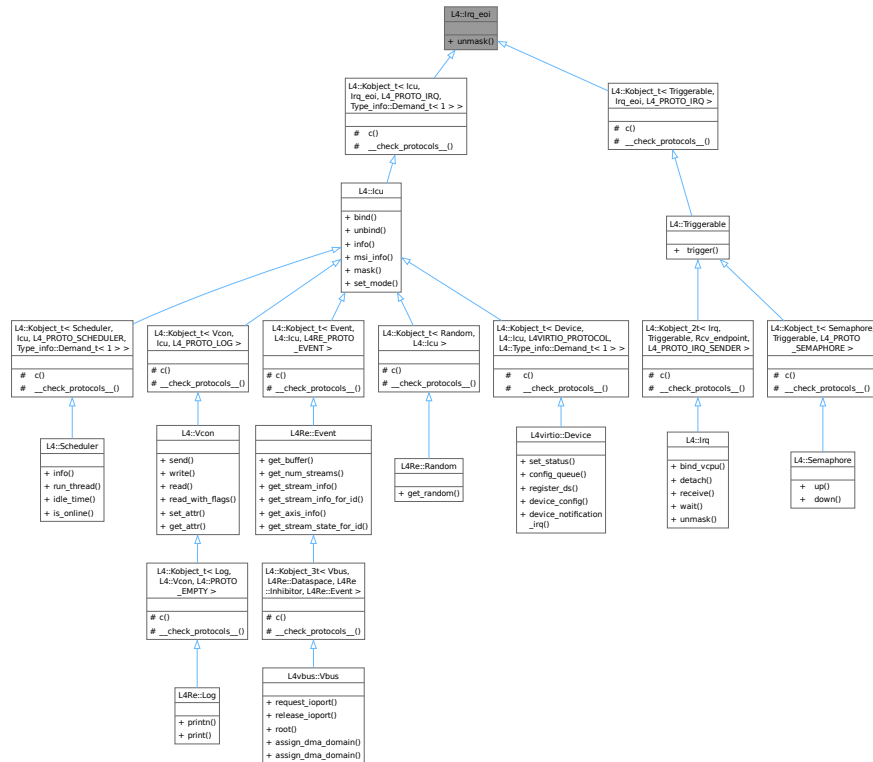 L4::Irq_eoi
+ unmask()
L4::Kobject_t< Icu,
Irq_eoi, L4_PROTO_IRQ,
Type_info::Demand_t< 1 > >
# c()
# __check_protocols__()
L4::Kobject_t< Triggerable,
Irq_eoi, L4_PROTO_IRQ >
# c()
# __check_protocols__()
L4::Icu
+ bind()
+ unbind()
+ info()
+ msi_info()
+ mask()
+ set_mode()
L4::Triggerable
+ trigger()
L4::Kobject_t< Scheduler,
Icu, L4_PROTO_SCHEDULER,
Type_info::Demand_t< 1 > >
# c()
# __check_protocols__()
L4::Kobject_t< Vcon,
Icu, L4_PROTO_LOG >
# c()
# __check_protocols__()
L4::Kobject_t< Event,
L4::Icu, L4RE_PROTO
_EVENT >
# c()
# __check_protocols__()
L4::Kobject_t< Random,
L4::Icu >
# c()
# __check_protocols__()
L4::Kobject_t< Device,
L4::Icu, L4VIRTIO_PROTOCOL,
L4::Type_info::Demand_t< 1 > >
# c()
# __check_protocols__()
L4::Kobject_2t< Irq,
Triggerable, Rcv_endpoint,
L4_PROTO_IRQ_SENDER >
# c()
# __check_protocols__()
L4::Kobject_t< Semaphore,
Triggerable, L4_PROTO
_SEMAPHORE >
# c()
# __check_protocols__()
L4::Scheduler
+ info()
+ run_thread()
+ idle_time()
+ is_online()
L4::Vcon
+ send()
+ write()
+ read()
+ read_with_flags()
+ set_attr()
+ get_attr()
L4Re::Event
+ get_buffer()
+ get_num_streams()
+ get_stream_info()
+ get_stream_info_for_id()
+ get_axis_info()
+ get_stream_state_for_id()
L4Re::Random
+ get_random()
L4virtio::Device
+ set_status()
+ config_queue()
+ register_ds()
+ device_config()
+ device_notification
_irq()
L4::Irq
+ bind_vcpu()
+ detach()
+ receive()
+ wait()
+ unmask()
L4::Semaphore
+ up()
+ down()
L4::Kobject_t< Log,
L4::Vcon, L4::PROTO
_EMPTY >
# c()
# __check_protocols__()
L4::Kobject_3t< Vbus,
L4Re::Dataspace, L4Re
::Inhibitor, L4Re::Event >
# c()
# __check_protocols__()
L4Re::Log
+ printn()
+ print()
L4vbus::Vbus
+ request_ioport()
+ release_ioport()
+ root()
+ assign_dma_domain()
+ assign_dma_domain()